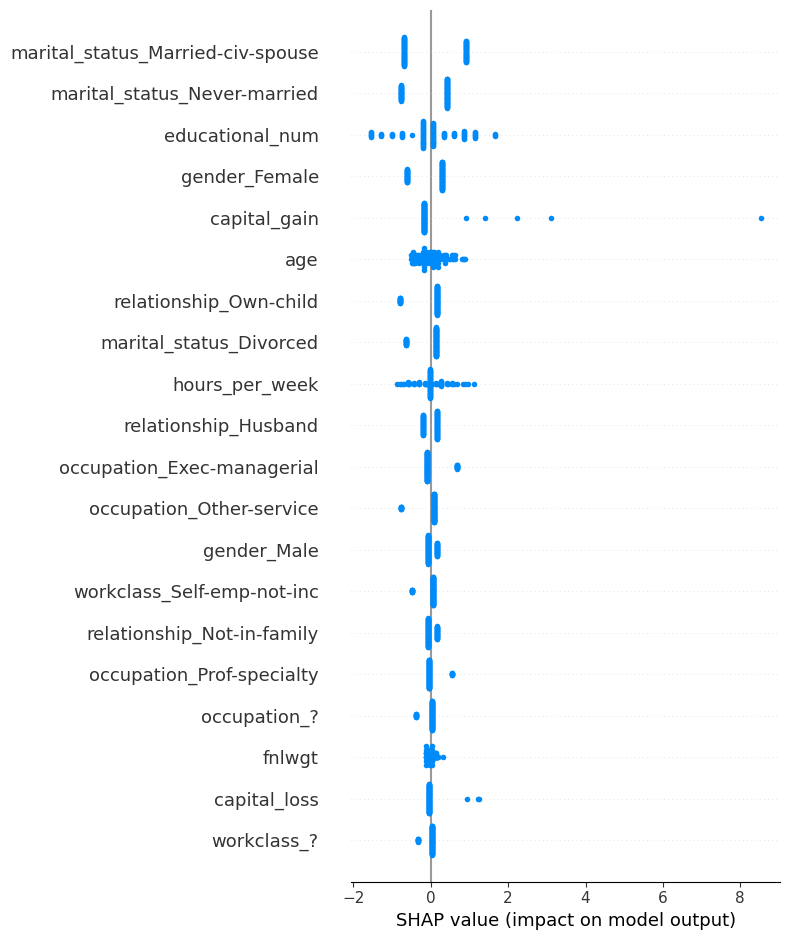 marital_status_Married-civ-spouse
marital_status_Never-married
educational_num
gender_Female
capital_gain
age
relationship_Own-child
marital_status_Divorced
hours_per_week
relationship_Husband
occupation_Exec-managerial
occupation_Other-service
gender_Male
workclass_Self-emp-not-inc
relationship_Not-in-family
occupation_Prof-specialty
occupation_?
fnlwgt
capital_loss
workclass_?
−2 0 2 4 6 8
SHAP value (impact on model output)